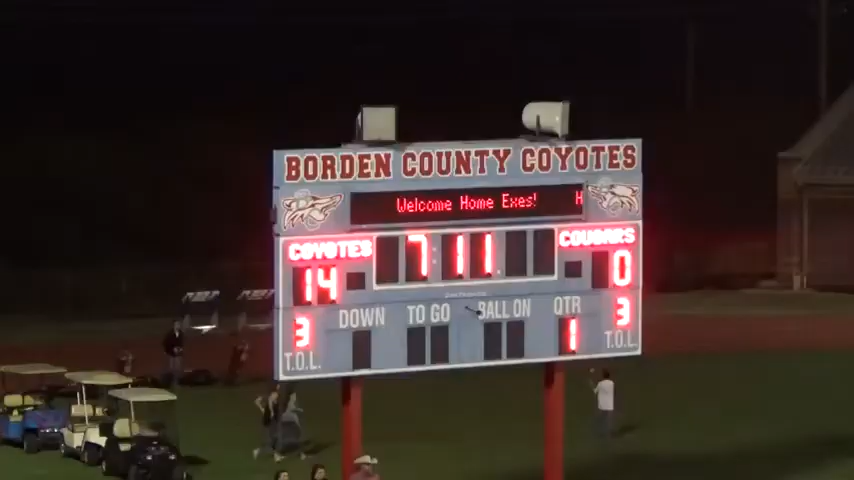 BORDEN COUNTY COYOTES
Welcome Home Exes! H
COYOTES 7:11 COUGARS
14 0
DOWN TO GO BALL ON QTR
3 1 3
T.O.L. T.O.L.